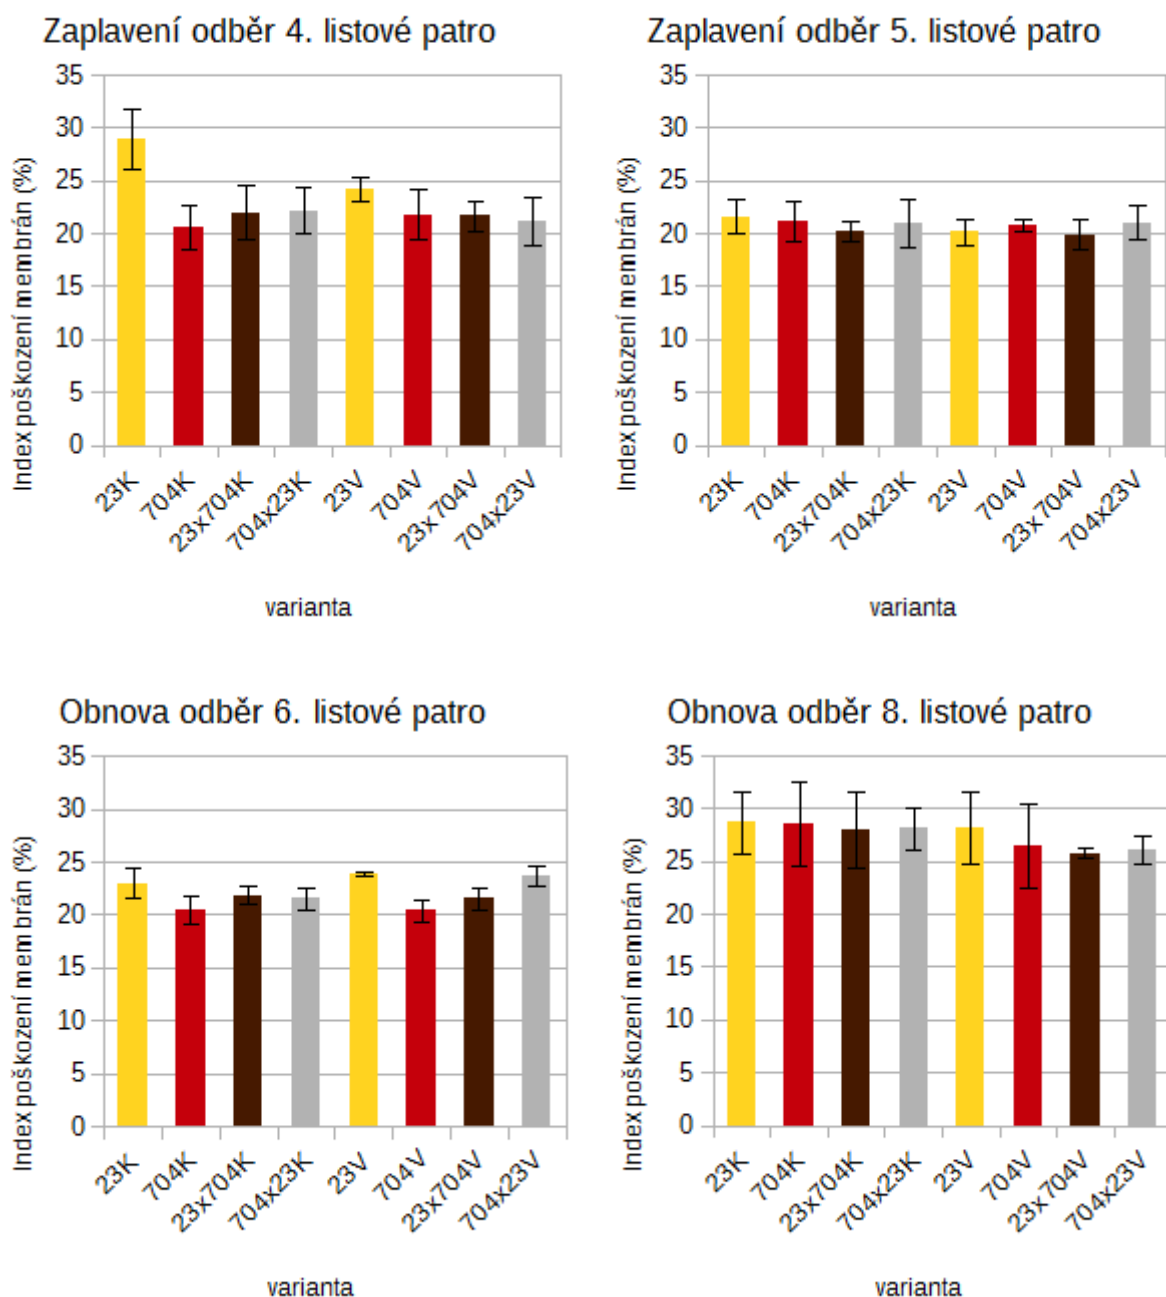 Zaplavení odběr 4. listové patro
Index poškození membrán (%)
35
30
25
20
15
10
5
0
23K
704K
23x704K
704x23K
23V
704V
23x704V
704x23V
varianta
Zaplavení odběr 5. listové patro
Index poškození membrán (%)
35
30
25
20
15
10
5
0
23K
704K
23x704K
704x23K
23V
704V
23x704V
704x23V
varianta
Obnova odběr 6. listové patro
Index poškození membrán (%)
35
30
25
20
15
10
5
0
23K
704K
23x704K
704x23K
23V
704V
23x704V
704x23V
varianta
Obnova odběr 8. listové patro
Index poškození membrán (%)
35
30
25
20
15
10
5
0
23K
704K
23x704K
704x23K
23V
704V
23x704V
704x23V
varianta